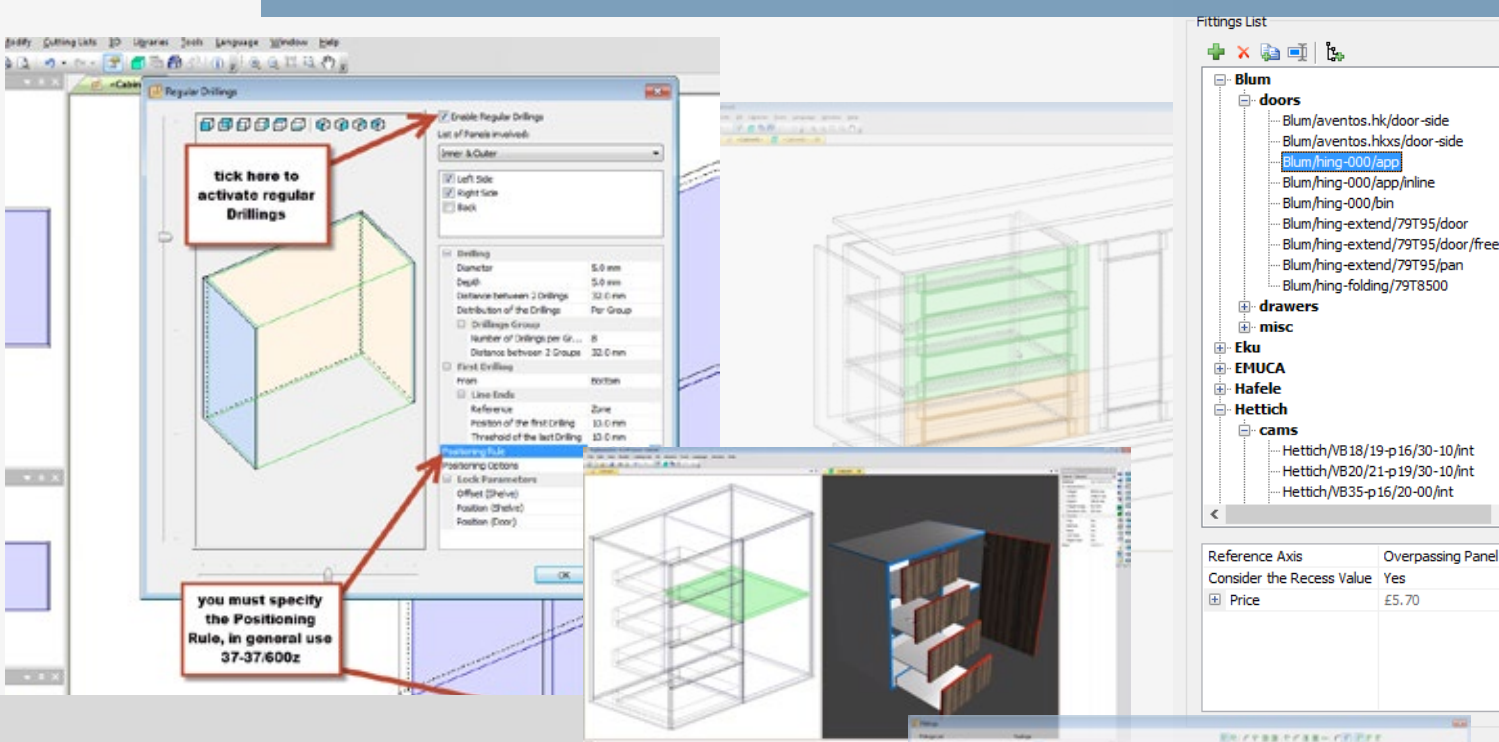 Modify Cutting Lists 3D Libraries Tools Language Window Help
Regular Drillings
Enable Regular Drillings
List of Panels involved:
Inner & Outer
Left Side
Right Side
Back
tick here to
activate regular
Drillings
Drilling
Diameter 5.0 mm
Depth 5.0 mm
Distance between 2 Drillings 32.0 mm
Distribution of the Drillings Per Group
Drillings Group
Number of Drillings per Gr... 8
Distance between 2 Groups 32.0 mm
First Drilling
From Bottom
Line Ends
Reference Zone
Position of the first Drilling 10.0 mm
Threshold of the last Drilling 10.0 mm
Positioning Rule
Positioning Options
Lock Parameters
Offset (Shelve)
Position (Shelve)
Position (Door)
OK
you must specify
the Positioning
Rule, in general use
37-37/600z
Fittings List
Blum
doors
Blum/aventos.hk/door-side
Blum/aventos.hkxs/door-side
Blum/hing-000/app
Blum/hing-000/app/inline
Blum/hing-000/bin
Blum/hing-extend/79T95/door
Blum/hing-extend/79T95/door/free
Blum/hing-extend/79T95/pan
Blum/hing-folding/79T8500
drawers
misc
Eku
EMUCA
Hafele
Hettich
cams
Hettich/VB18/19-p16/30-10/int
Hettich/VB20/21-p19/30-10/int
Hettich/VB35-p16/20-00/int
Reference Axis Overpassing Panel
Consider the Recess Value Yes
Price £5.70